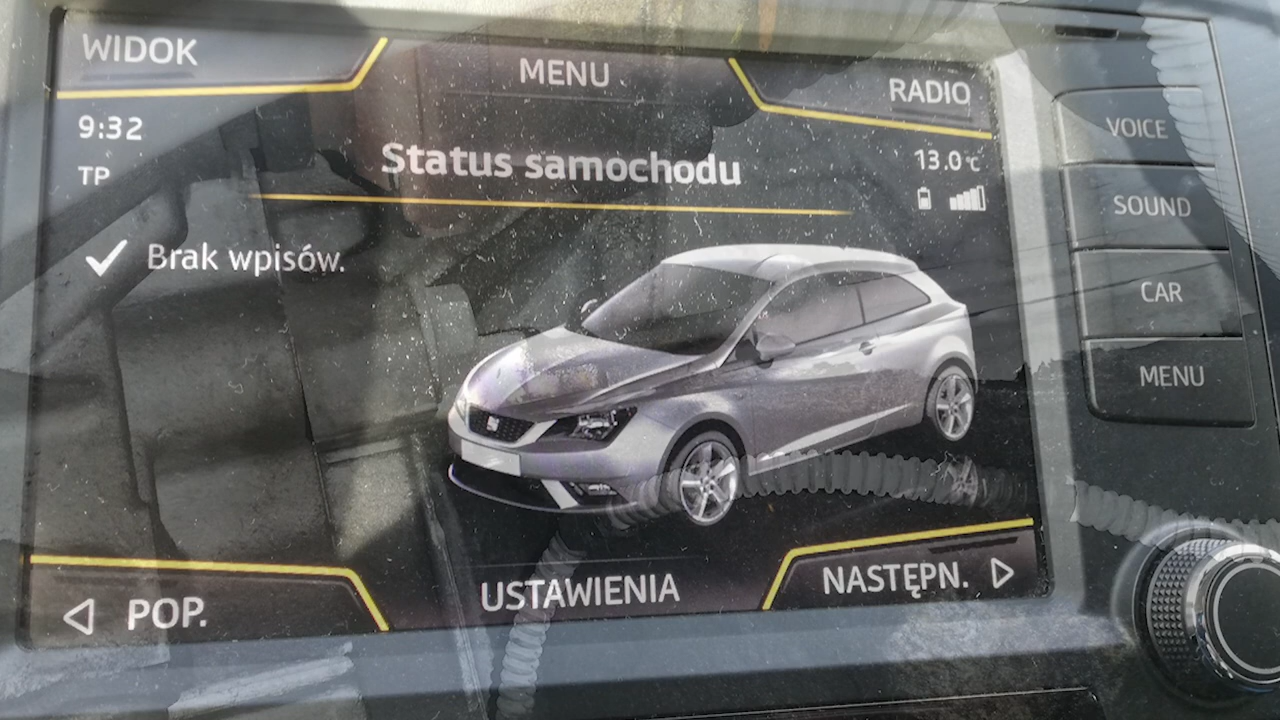 WIDOK
MENU
RADIO
9:32
TP
Status samochodu
13.0°C
Brak wpisów.
POP.
USTAWIENIA
NASTĘPN.
VOICE
SOUND
CAR
MENU